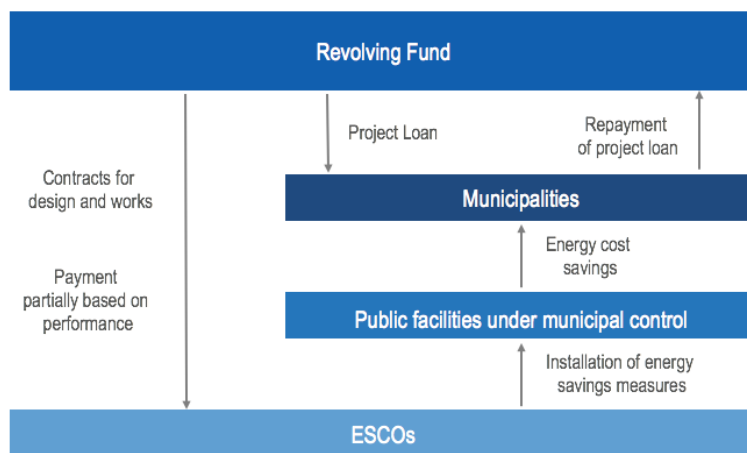 Revolving Fund
Project Loan
Repayment
of project loan
Contracts for
design and works
Municipalities
Energy cost
savings
Payment
partially based on
performance
Public facilities under municipal control
Installation of energy
savings measures
ESCOs